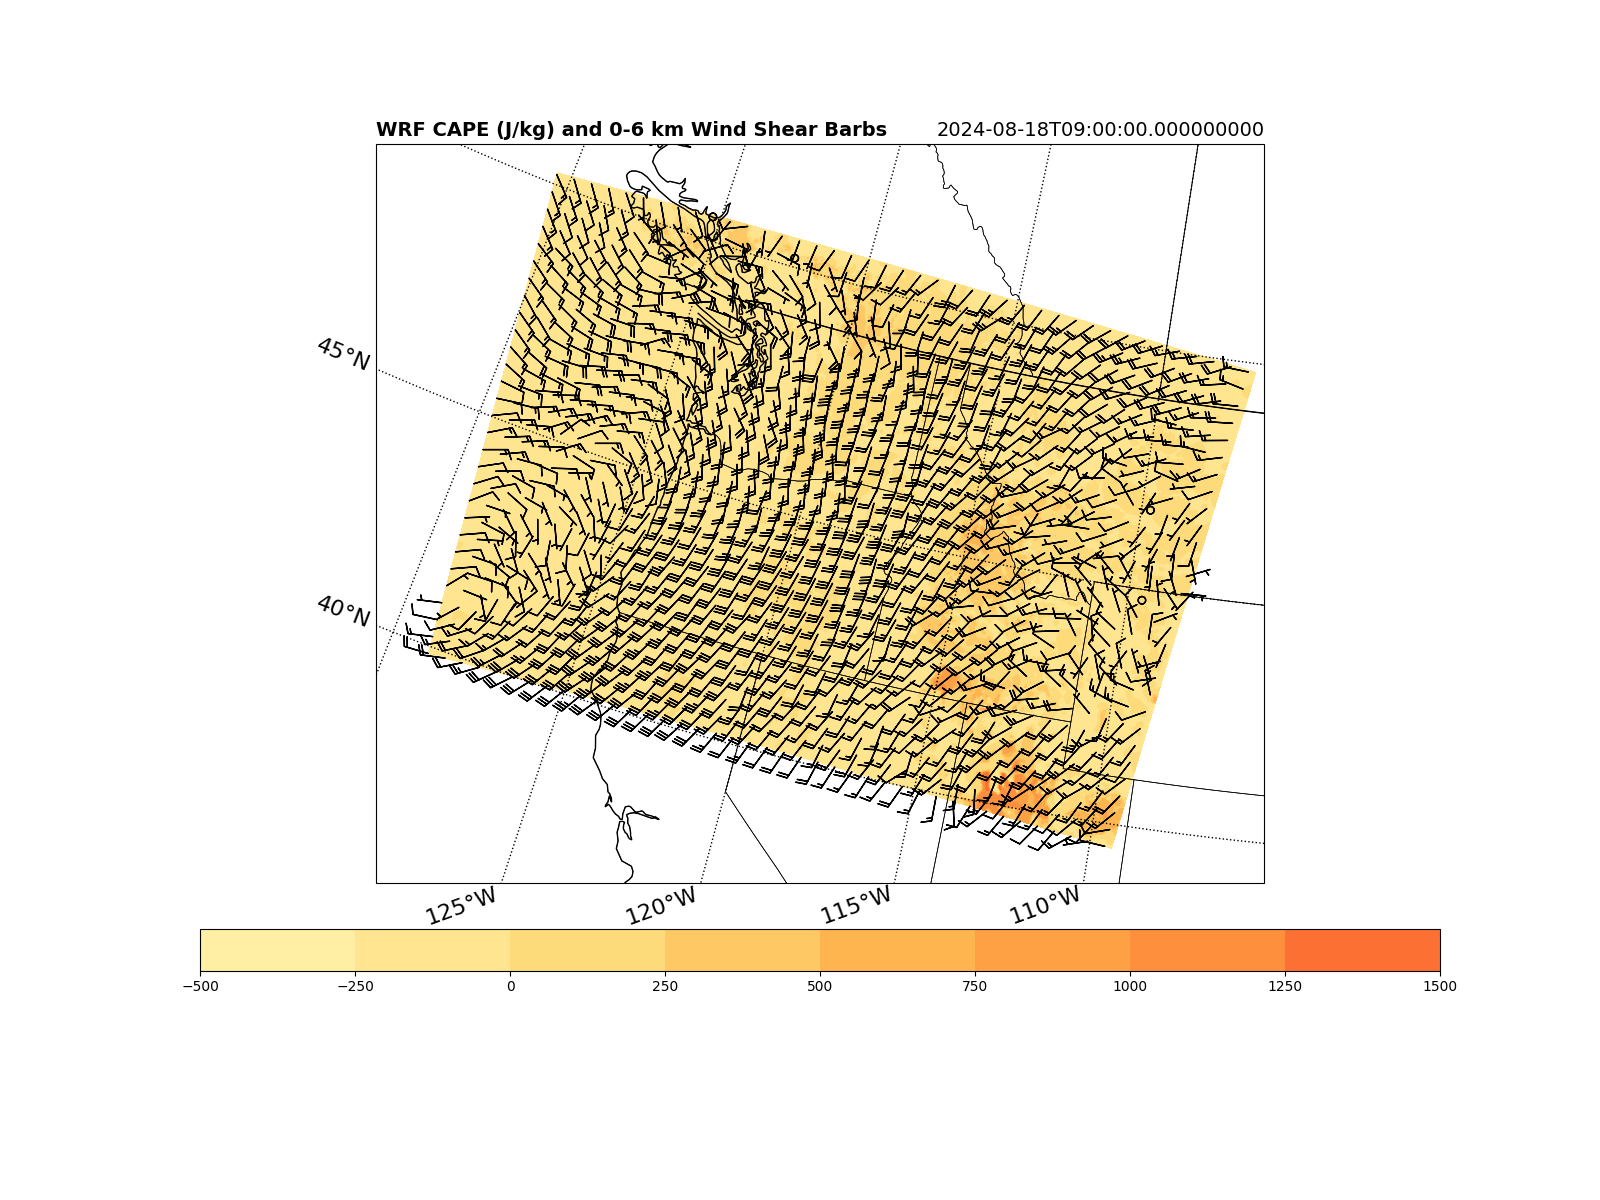 WRF CAPE (J/kg) and 0-6 km Wind Shear Barbs
2024-08-18T09:00:00.000000000
45°N
40°N
125°W
120°W
115°W
110°W
−500
−250
0
250
500
750
1000
1250
1500